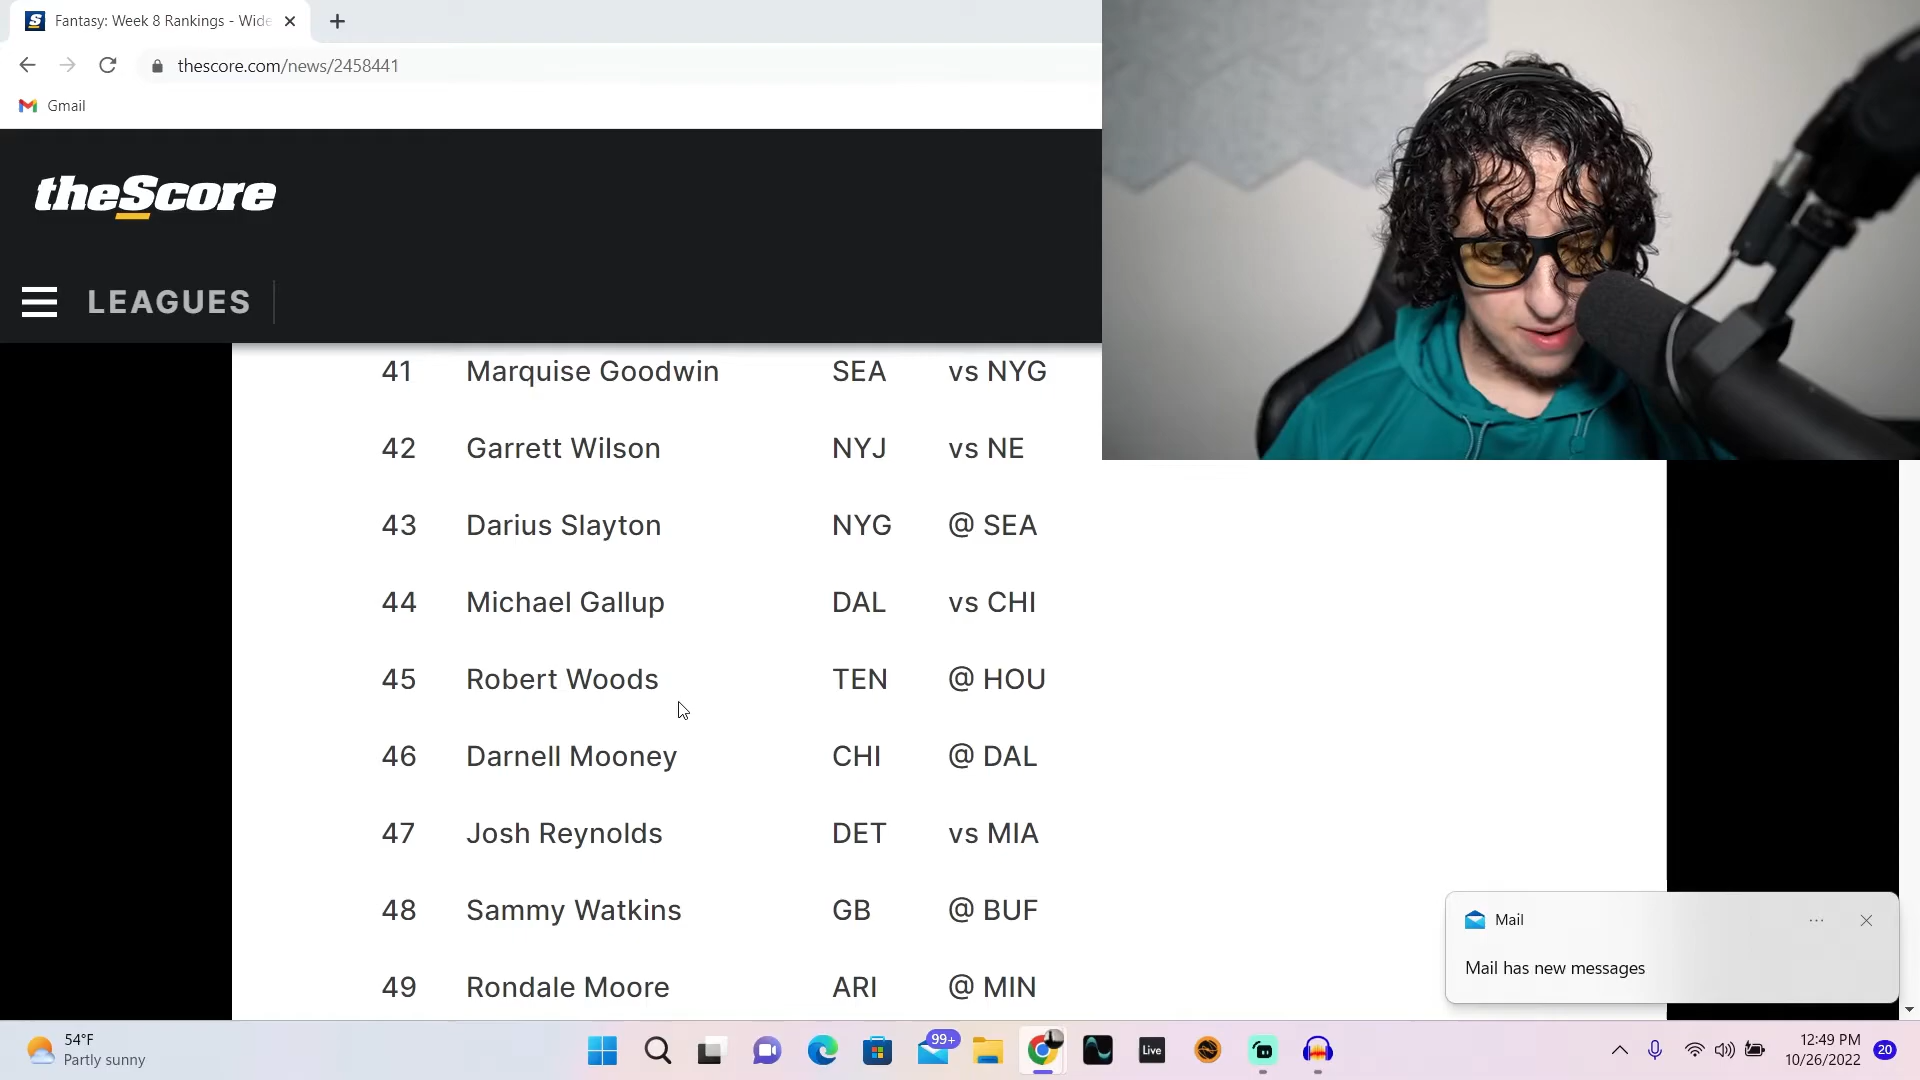 Fantasy: Week 8 Rankings - Wide
thescore.com/news/2458441
Gmail
theScore
LEAGUES
41 Marquise Goodwin SEA vs NYG
42 Garrett Wilson NYJ vs NE
43 Darius Slayton NYG @ SEA
44 Michael Gallup DAL vs CHI
45 Robert Woods TEN @ HOU
46 Darnell Mooney CHI @ DAL
47 Josh Reynolds DET vs MIA
48 Sammy Watkins GB @ BUF
49 Rondale Moore ARI @ MIN
Mail
Mail has new messages
54°F
Partly sunny
99+
Live
12:49 PM
10/26/2022
20